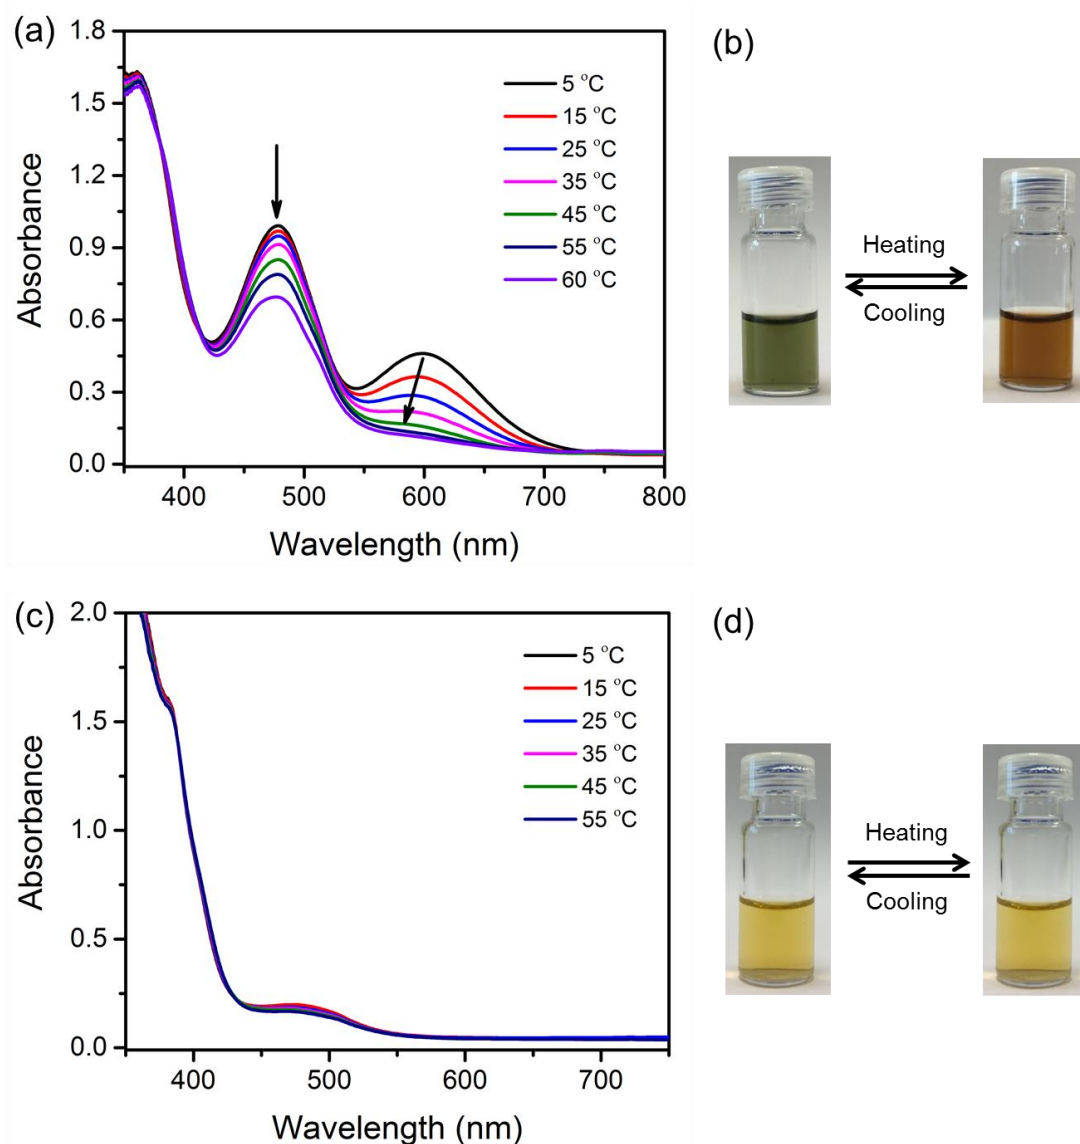 (a)
1.8
1.5
1.2
0.9
0.6
0.3
0.0
Absorbance
5 °C
15 °C
25 °C
35 °C
45 °C
55 °C
60 °C
400 500 600 700 800
Wavelength (nm)
(b)
Heating
Cooling
(c)
2.0
1.5
1.0
0.5
0.0
Absorbance
5 °C
15 °C
25 °C
35 °C
45 °C
55 °C
400 500 600 700
Wavelength (nm)
(d)
Heating
Cooling